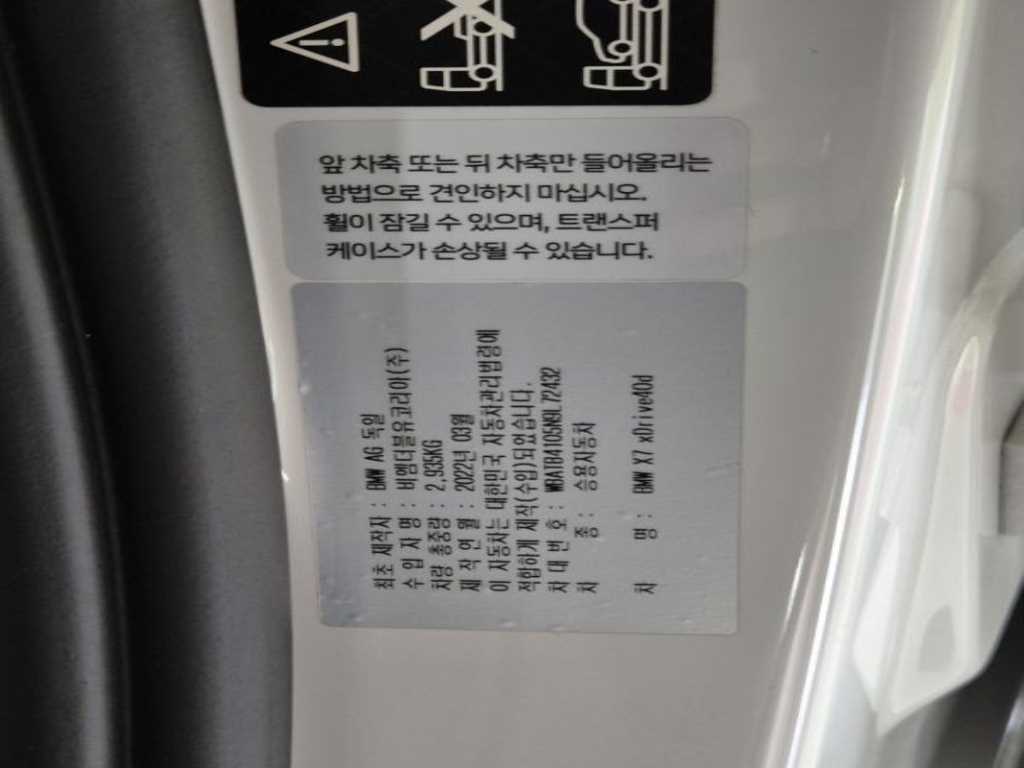 앞 차축 또는 뒤 차축만 들어올리는
방법으로 견인하지 마십시오.
휠이 잠길 수 있으며, 트랜스퍼
케이스가 손상될 수 있습니다.
최초 제작자 : BMW AG 독일
수 입 자 명 : 비엠더블유코리아(주)
차량 총중량 : 2,935KG
제 작 연 월 : 2022년 03월
이 자동차는 대한민국 자동차관리법령에
적합하게 제작(수입)되었습니다.
차 대 번 호 : WBATB4105N9L72432
차 종 : 승용자동차
차 명 : BMW X7 xDrive40d